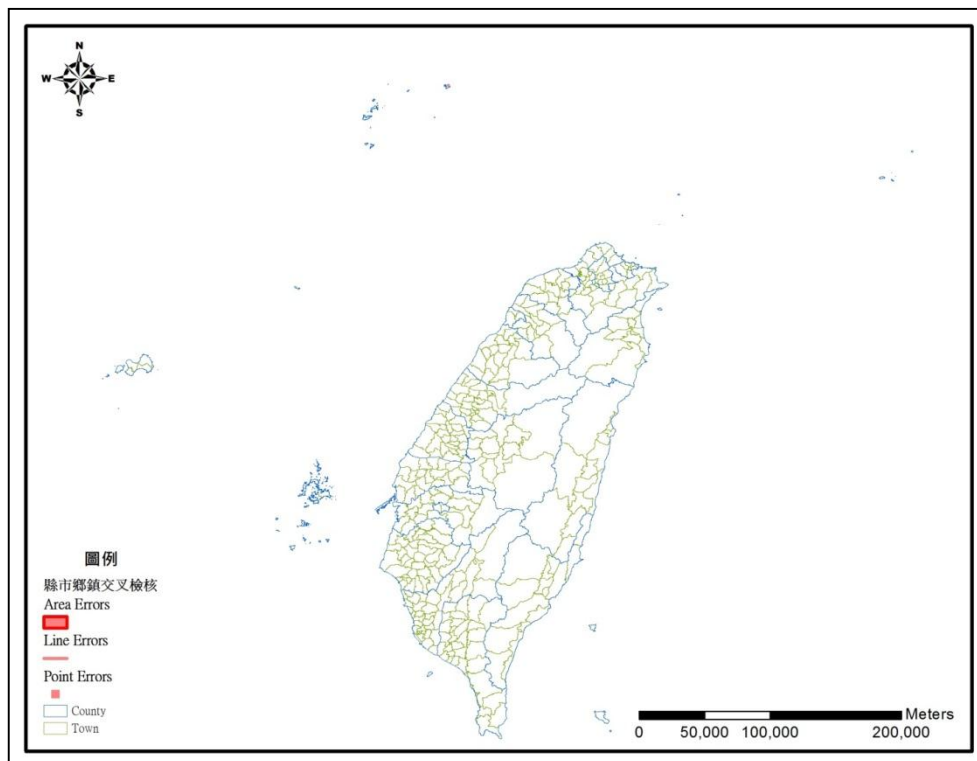 N
W E
S
圖例
縣市鄉鎮交叉檢核
Area Errors
Line Errors
Point Errors
County
Town
Meters
0 50,000 100,000 200,000